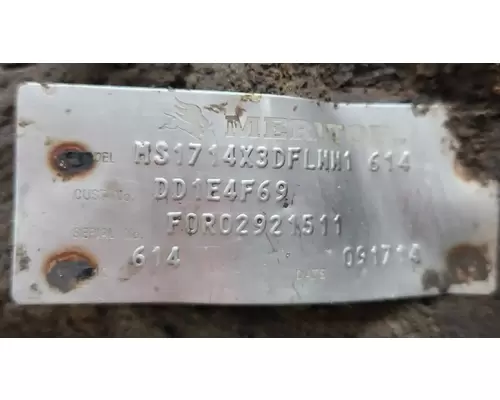 MERITOR
MODEL MS1714X3DFLNN1 614
CUST. No. DD1E4F69
SERIAL No. FOR02921511
614 DATE 091714